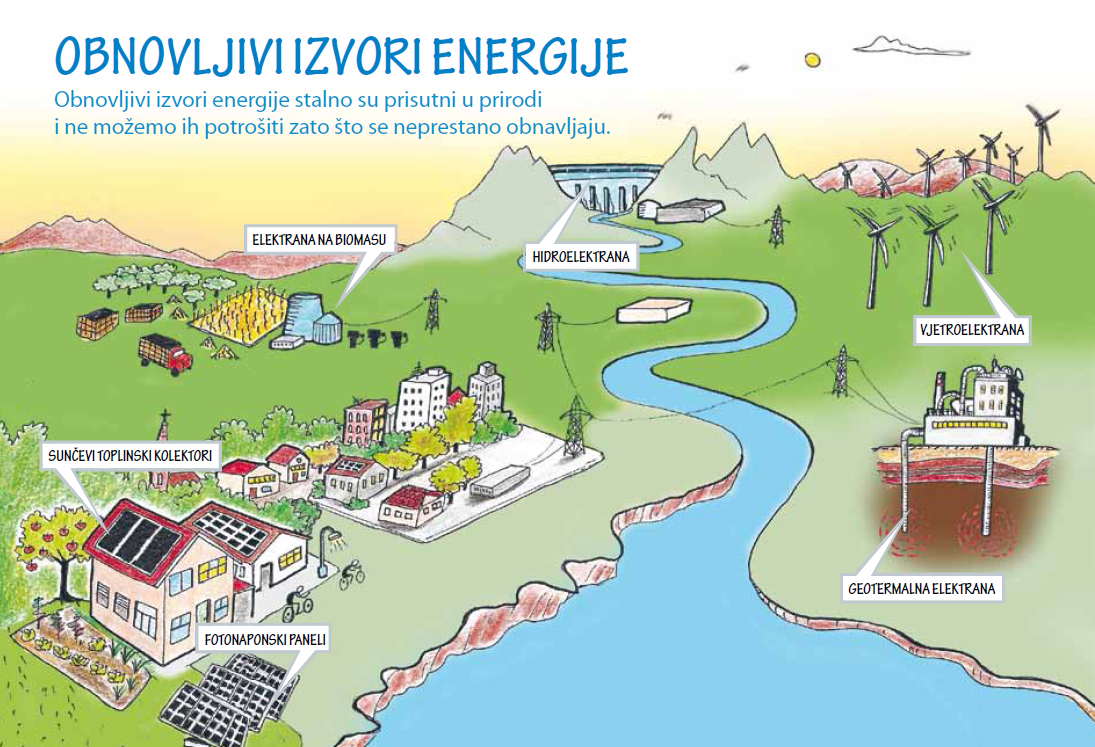 OBNOVLJIVI IZVORI ENERGIJE
Obnovljivi izvori energije stalno su prisutni u prirodi
i ne možemo ih potrošiti zato što se neprestano obnavljaju.
ELEKTRANA NA BIOMASU
HIDROELEKTRANA
VJETROELEKTRANA
SUNČEVI TOPLINSKI KOLEKTORI
GEOTERMALNA ELEKTRANA
FOTONAPONSKI PANELI